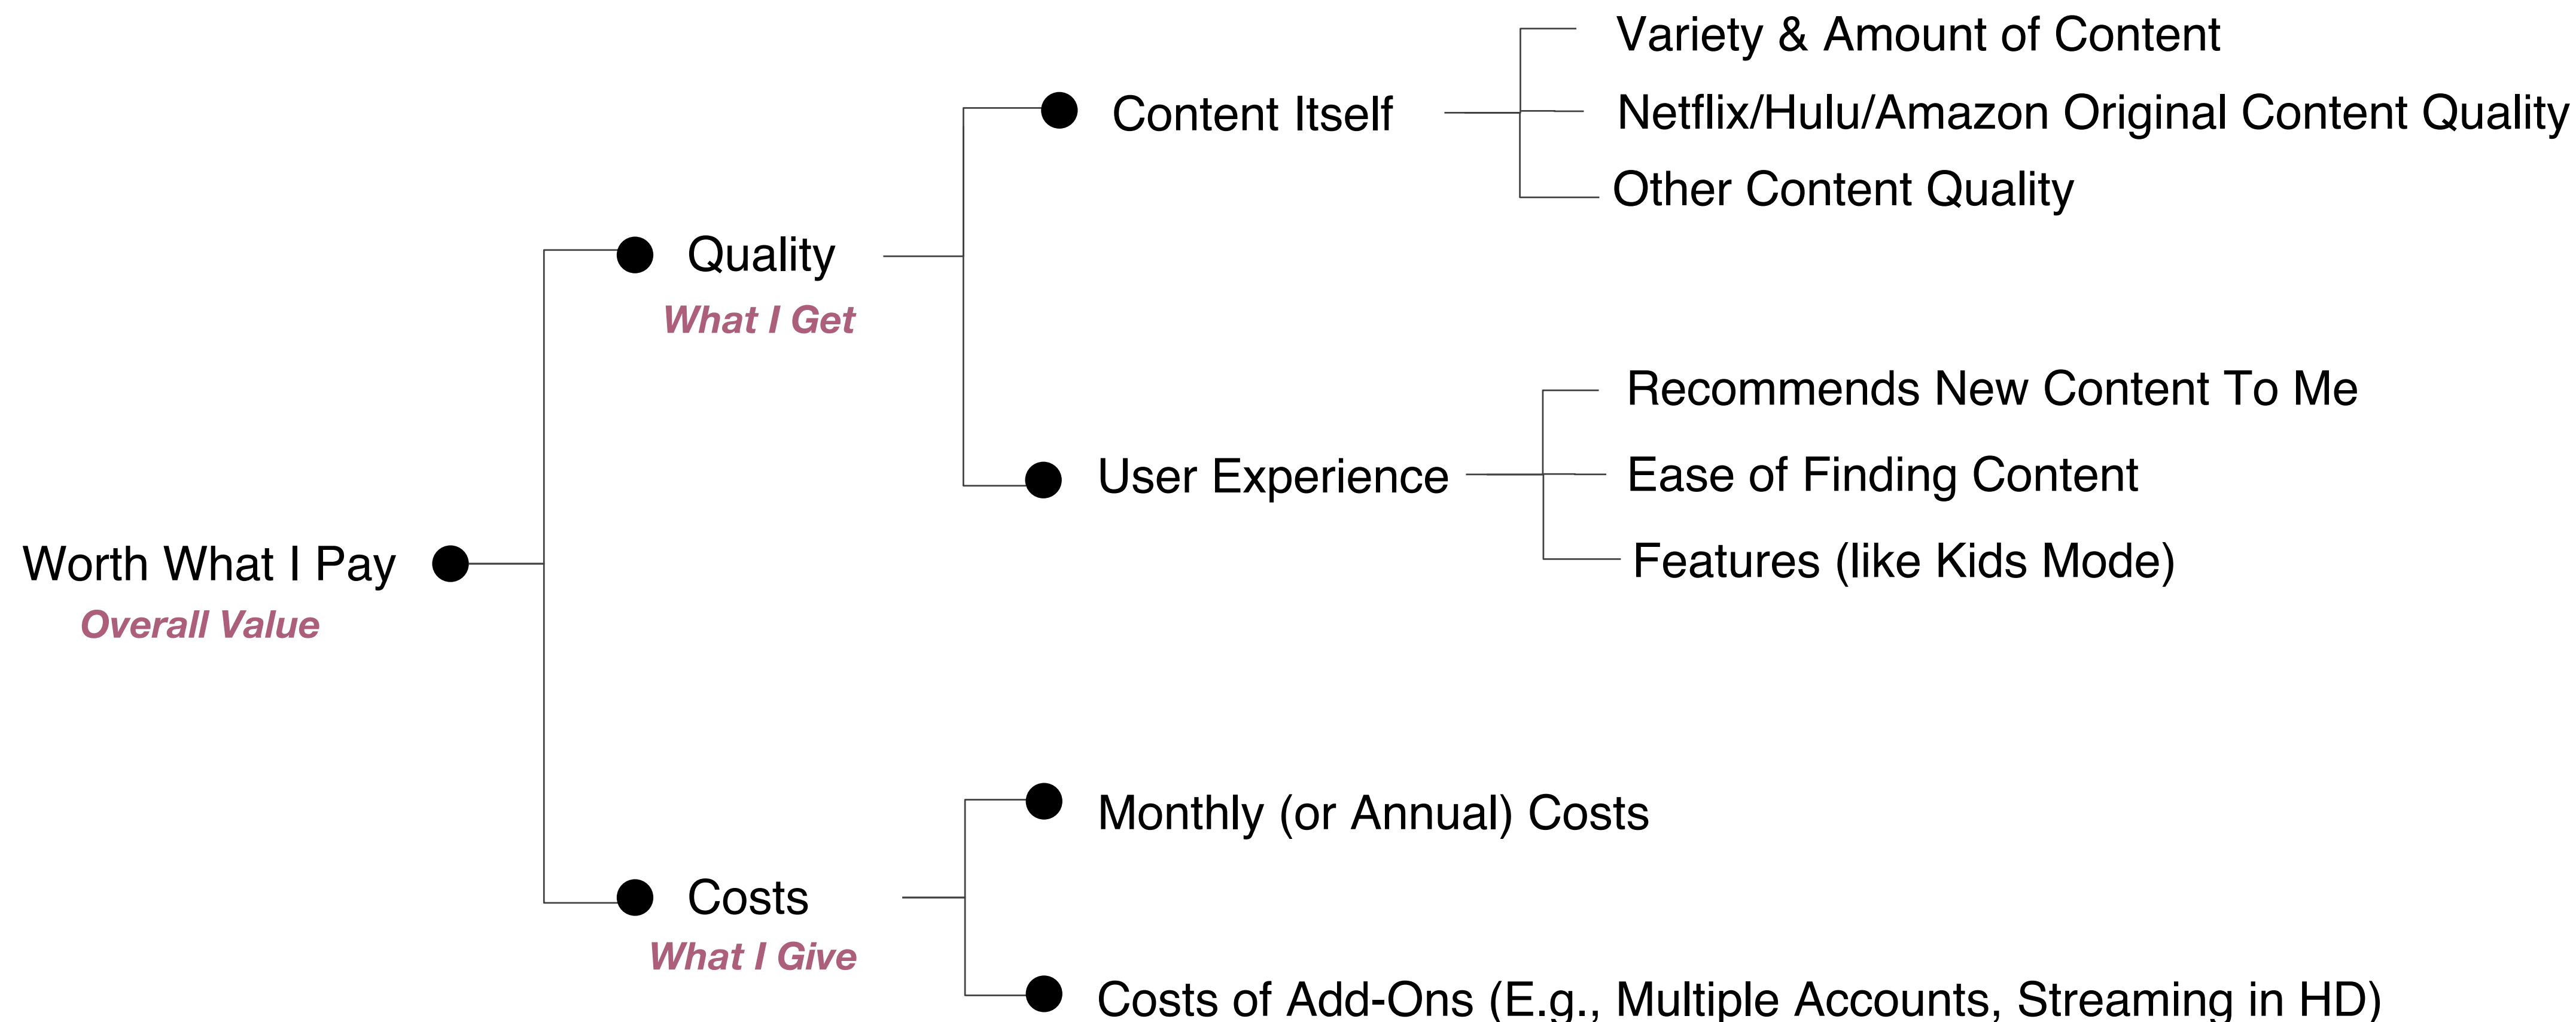 Variety & Amount of Content
Content Itself
Netflix/Hulu/Amazon Original Content Quality
Other Content Quality
Quality
What I Get
Recommends New Content To Me
User Experience
Ease of Finding Content
Features (like Kids Mode)
Worth What I Pay
Overall Value
Monthly (or Annual) Costs
Costs
What I Give
Costs of Add-Ons (E.g., Multiple Accounts, Streaming in HD)